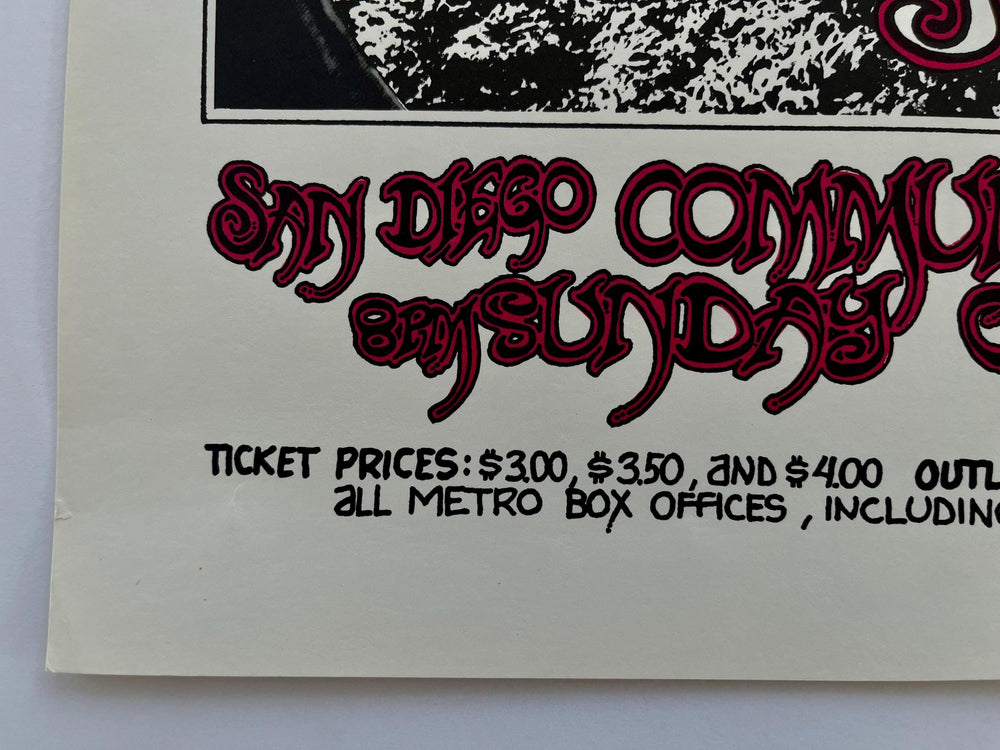 SAN DIEGO COMMU
8PM SUNDAY
TICKET PRICES: $3.00, $3.50, AND $4.00 OUTL
ALL METRO BOX OFFICES, INCLUDING